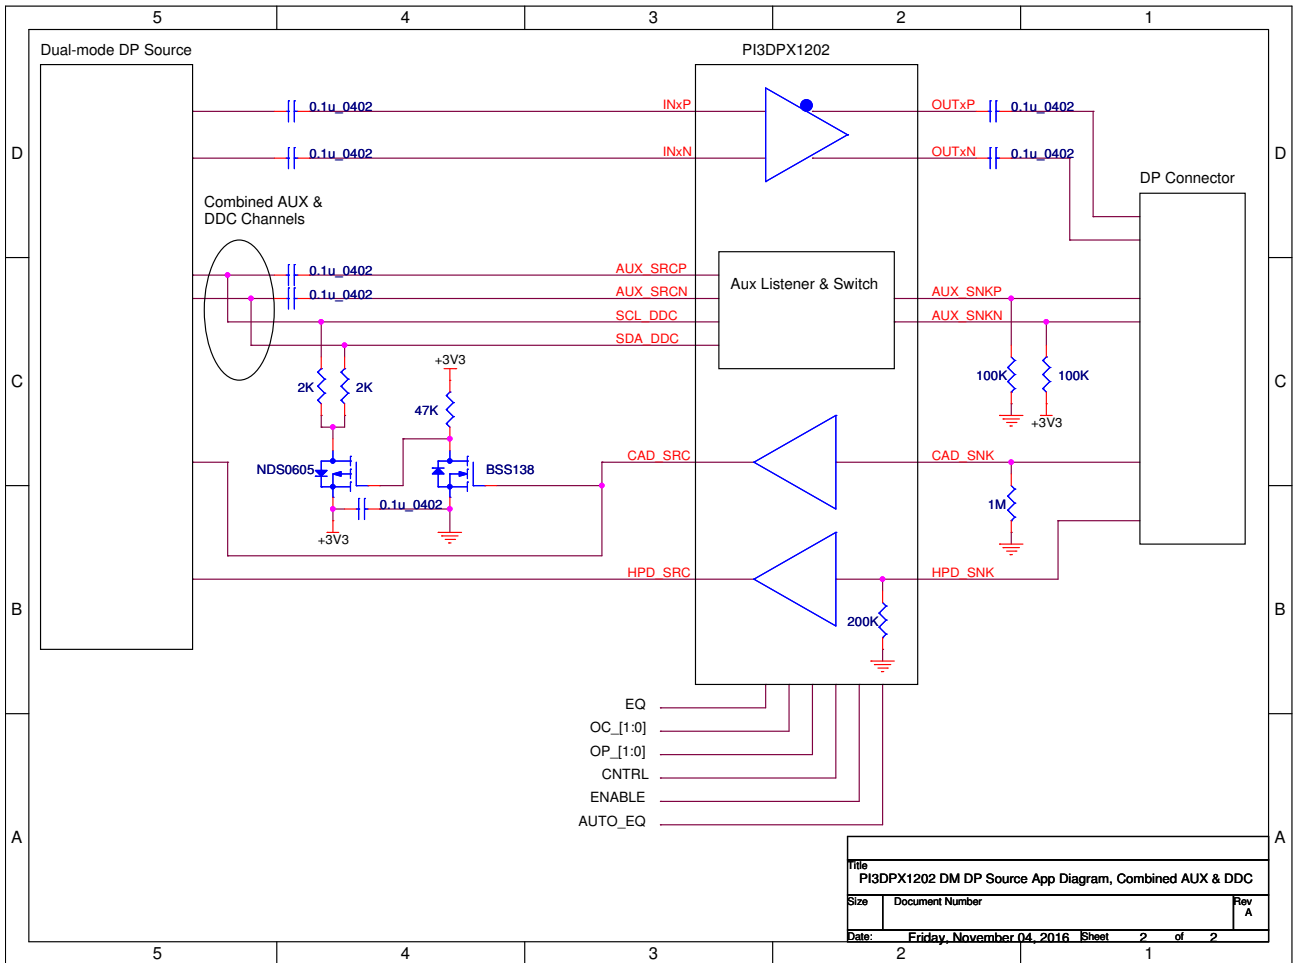 5 4 3 2 1
Dual-mode DP Source
PI3DPX1202
0.1u_0402
INxP
OUTxP
0.1u_0402
D
0.1u_0402
INxN
OUTxN
0.1u_0402
D
DP Connector
Combined AUX &
DDC Channels
0.1u_0402
AUX_SRCP
Aux Listener & Switch
0.1u_0402
AUX_SRCN
AUX_SNKP
SCL_DDC
AUX_SNKN
SDA_DDC
+3V3
C
2K
2K
100K
100K
C
47K
+3V3
CAD_SRC
CAD_SNK
NDS0605
BSS138
0.1u_0402
1M
+3V3
HPD_SRC
HPD_SNK
B
200K
B
EQ
OC_[1:0]
OP_[1:0]
CNTRL
ENABLE
AUTO_EQ
A
A
Title
PI3DPX1202 DM DP Source App Diagram, Combined AUX & DDC
Size Document Number Rev
A
Date: Friday, November 04, 2016 Sheet 2 of 2
5 4 3 2 1